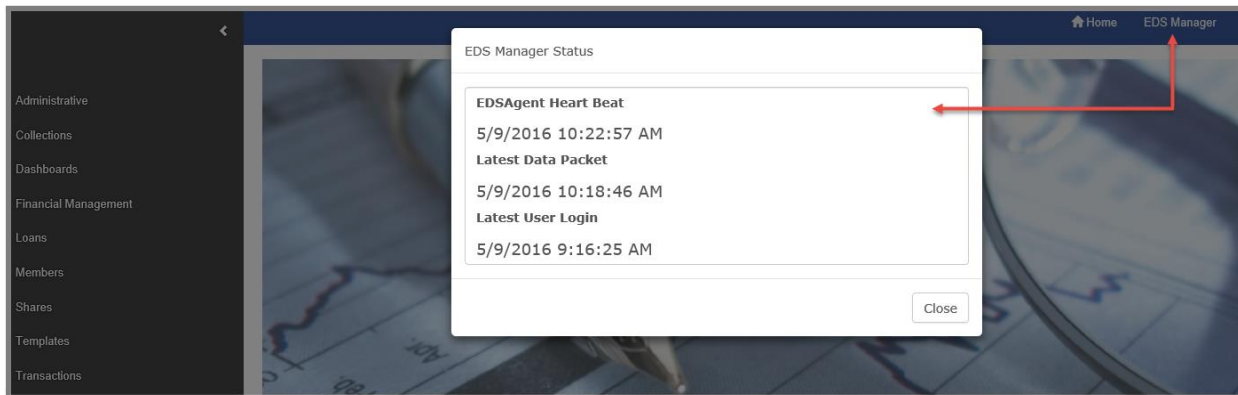 Home EDS Manager
EDS Manager Status
EDSAgent Heart Beat
5/9/2016 10:22:57 AM
Latest Data Packet
5/9/2016 10:18:46 AM
Latest User Login
5/9/2016 9:16:25 AM
Close
Administrative
Collections
Dashboards
Financial Management
Loans
Members
Shares
Templates
Transactions
Apr.